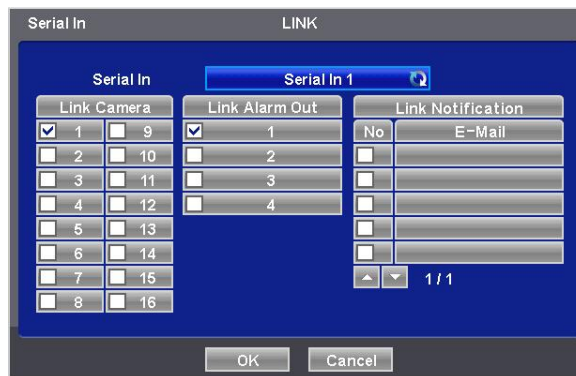 Serial In LINK
Serial In Serial In 1
Link Camera Link Alarm Out Link Notification
1 9 1 No E-Mail
2 10 2
3 11 3
4 12 4
5 13
6 14
7 15 1 / 1
8 16
OK Cancel